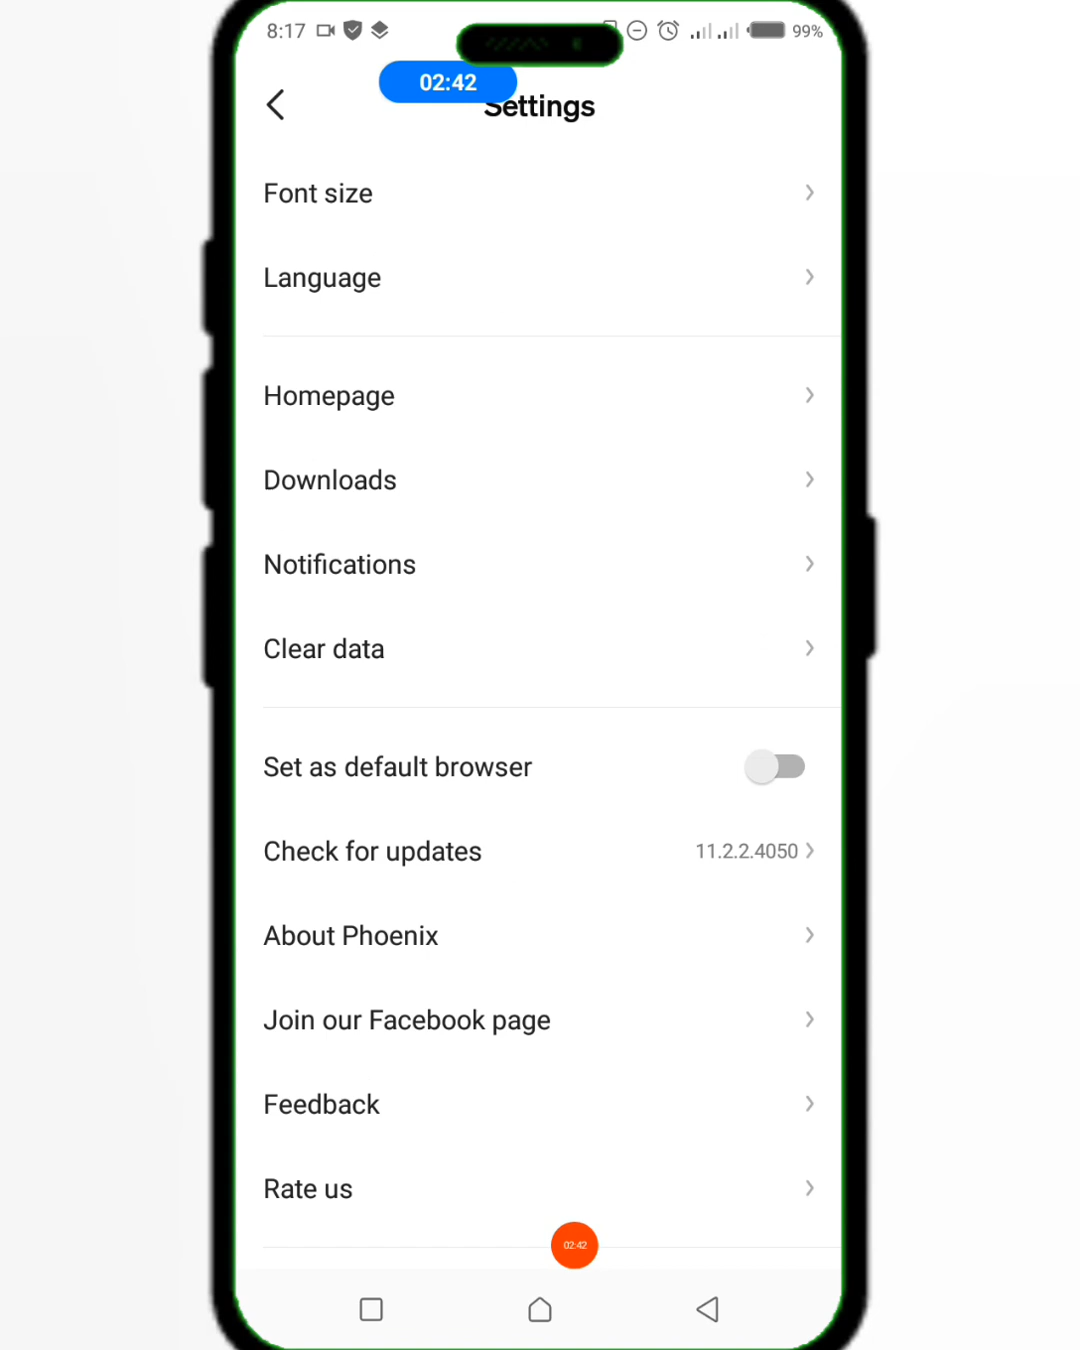 8:17 99%
02:42
Settings
Font size
Language
Homepage
Downloads
Notifications
Clear data
Set as default browser
Check for updates 11.2.2.4050
About Phoenix
Join our Facebook page
Feedback
Rate us
02:42